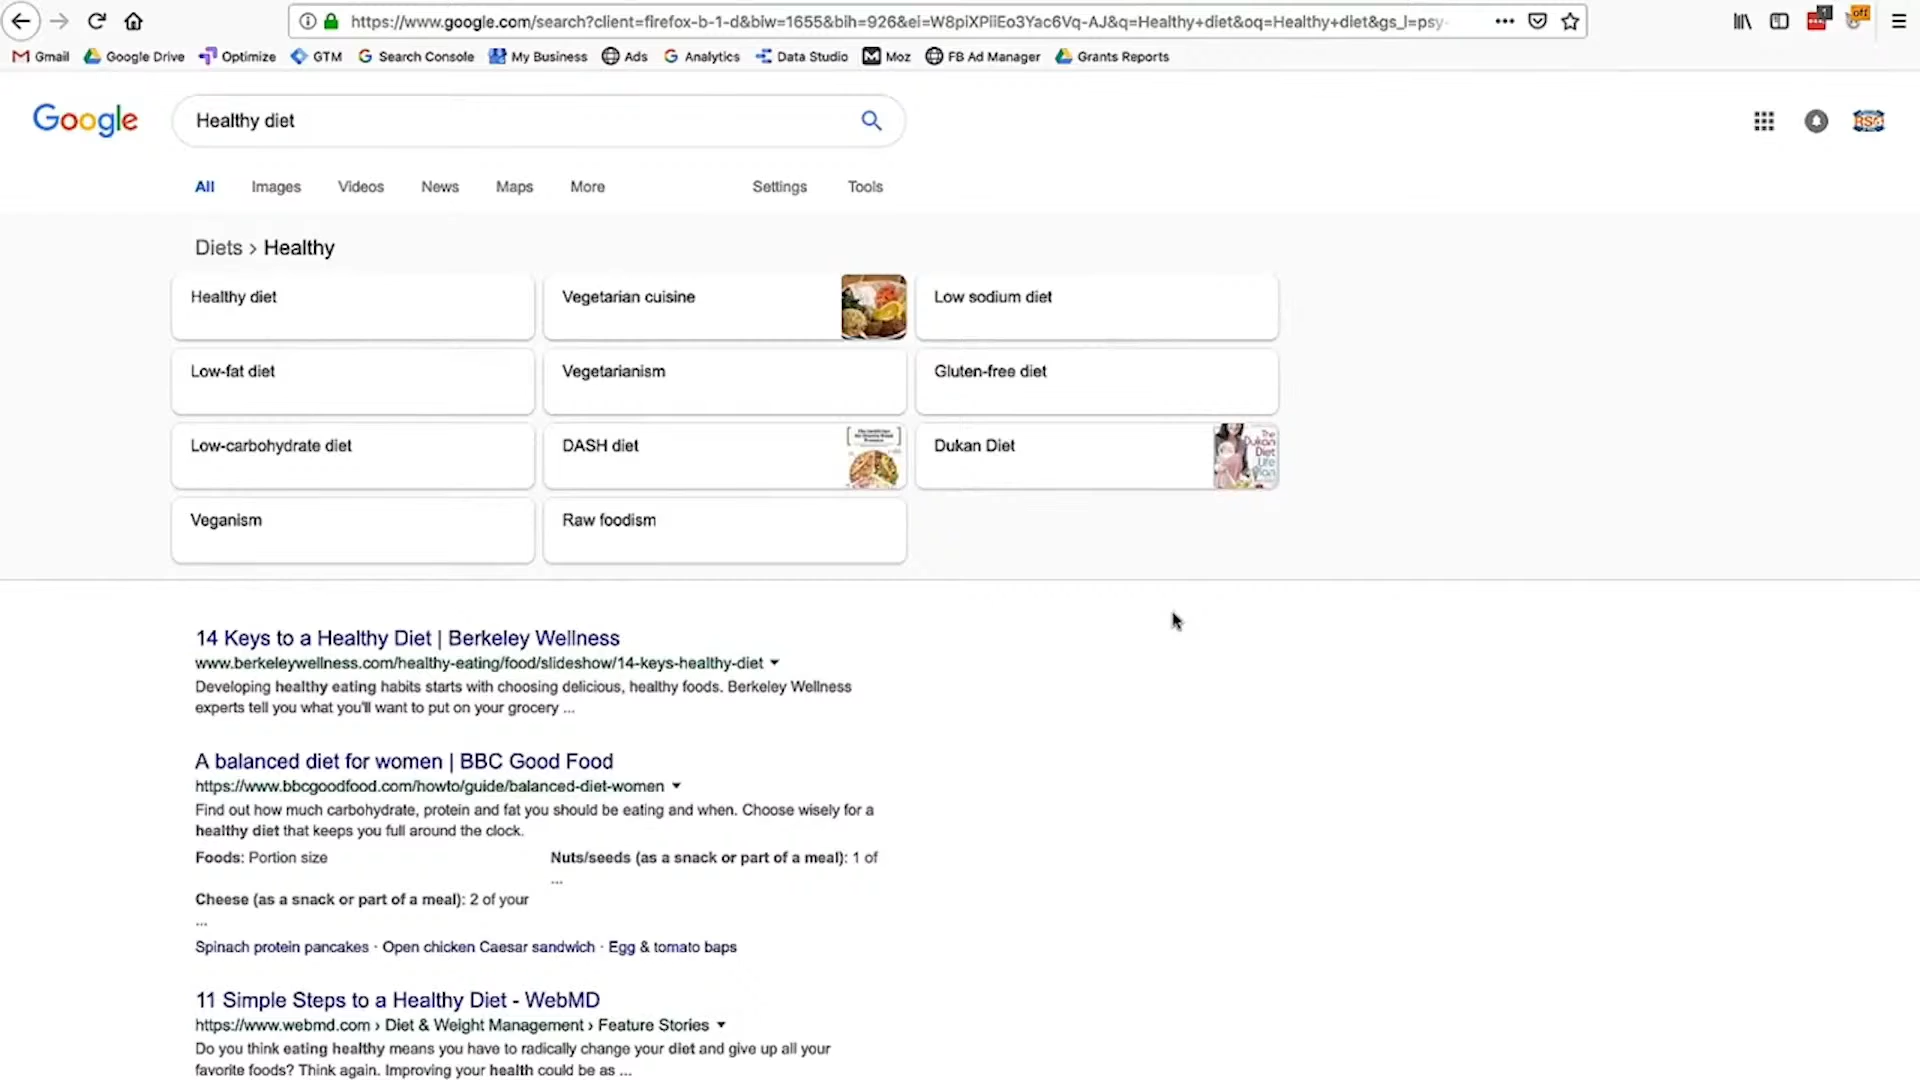 https://www.google.com/search?client=firefox-b-1-d&biw=1655&bih=926&ei=W8piXPiiEo3Yac6Vq-AJ&q=Healthy+diet&oq=Healthy+diet&gs_l=psy-
1
off
Gmail Google Drive Optimize GTM Search Console My Business Ads Analytics Data Studio Moz FB Ad Manager Grants Reports
Google
Healthy diet
RSO
All Images Videos News Maps More Settings Tools
Diets › Healthy
Healthy diet Vegetarian cuisine Low sodium diet
Low-fat diet Vegetarianism Gluten-free diet
Low-carbohydrate diet DASH diet Dukan Diet
The Dukan Diet Life Plan
Veganism Raw foodism
14 Keys to a Healthy Diet | Berkeley Wellness
www.berkeleywellness.com/healthy-eating/food/slideshow/14-keys-healthy-diet
Developing healthy eating habits starts with choosing delicious, healthy foods. Berkeley Wellness
experts tell you what you'll want to put on your grocery ...
A balanced diet for women | BBC Good Food
https://www.bbcgoodfood.com/howto/guide/balanced-diet-women
Find out how much carbohydrate, protein and fat you should be eating and when. Choose wisely for a
healthy diet that keeps you full around the clock.
Foods: Portion size Nuts/seeds (as a snack or part of a meal): 1 of
...
Cheese (as a snack or part of a meal): 2 of your
...
Spinach protein pancakes · Open chicken Caesar sandwich · Egg & tomato baps
11 Simple Steps to a Healthy Diet - WebMD
https://www.webmd.com › Diet & Weight Management › Feature Stories
Do you think eating healthy means you have to radically change your diet and give up all your
favorite foods? Think again. Improving your health could be as ...